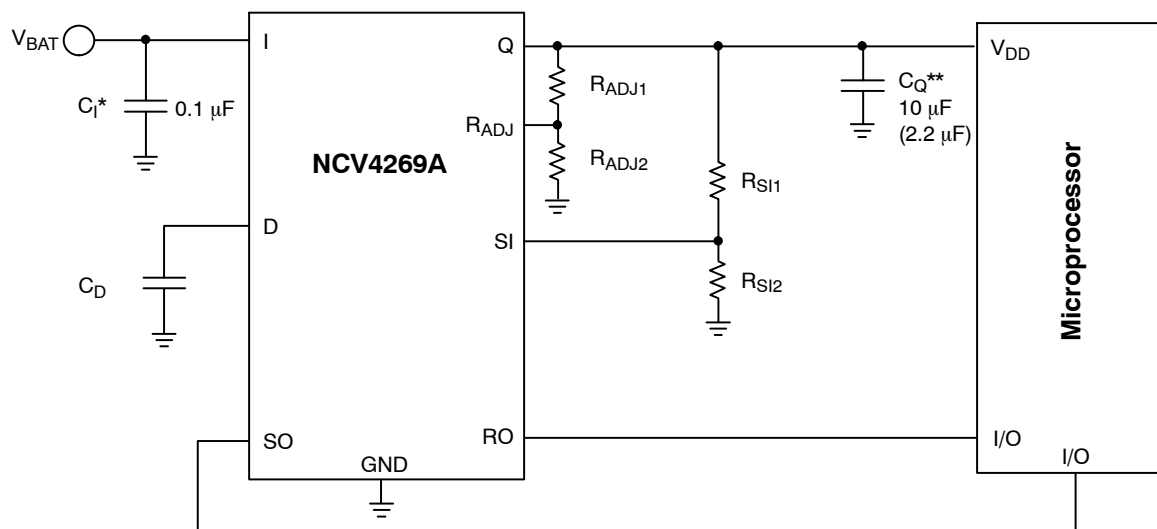 V_BAT
I
Q
V_DD
C_I*
0.1 μF
R_ADJ1
C_Q**
10 μF
(2.2 μF)
R_ADJ
NCV4269A
R_ADJ2
R_SI1
D
SI
C_D
R_SI2
Microprocessor
SO
RO
I/O
GND
I/O